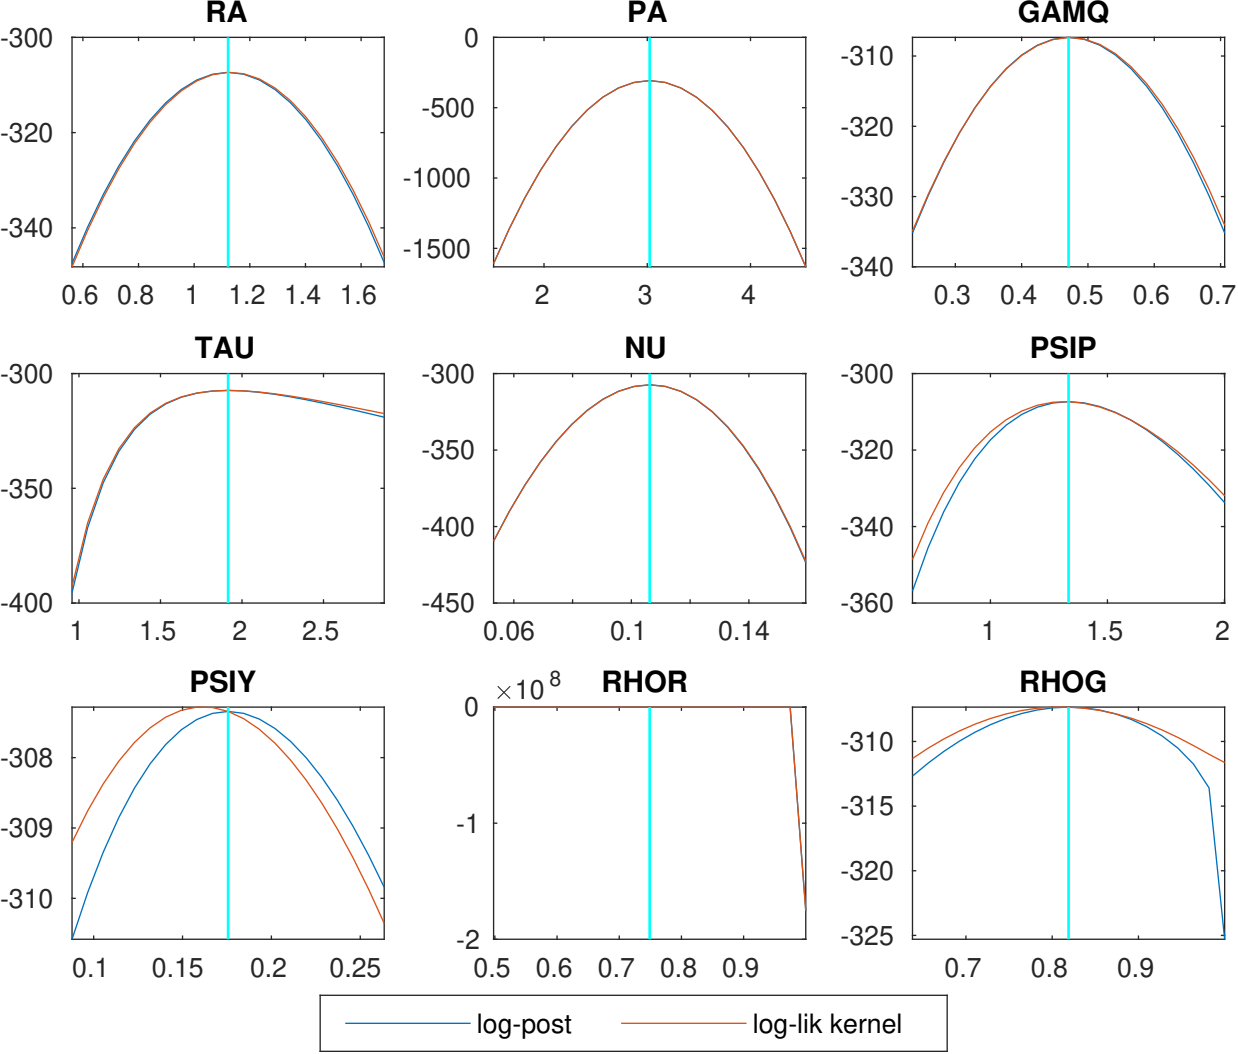 RA PA GAMQ
-300 -320 -340
0.6 0.8 1 1.2 1.4 1.6
0 -500 -1000 -1500
2 3 4
-310 -320 -330 -340
0.3 0.4 0.5 0.6 0.7
TAU NU PSIP
-300 -350 -400
1 1.5 2 2.5
-300 -350 -400 -450
0.06 0.1 0.14
-300 -320 -340 -360
1 1.5 2
PSIY RHOR RHOG
-308 -309 -310
0.1 0.15 0.2 0.25
×10^8
0 -1 -2
0.5 0.6 0.7 0.8 0.9
-310 -315 -320 -325
0.7 0.8 0.9
log-post log-lik kernel